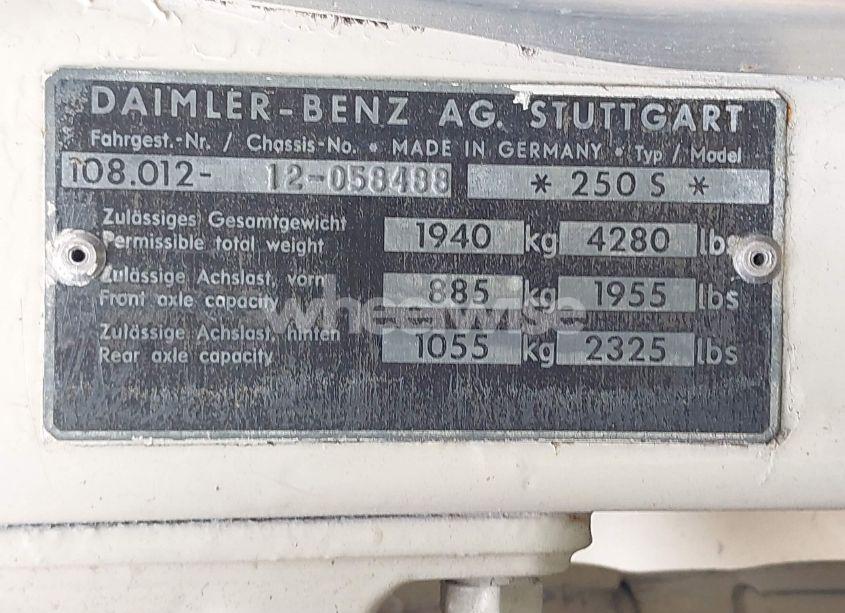 DAIMLER-BENZ AG. STUTTGART
Fahrgest.-Nr. / Chassis-No. • MADE IN GERMANY • Typ / Model
108.012- 12-058488 * 250 S *
Zulässiges Gesamtgewicht
Permissible total weight 1940 kg 4280 lbs
Zulässige Achslast, vorn
Front axle capacity 885 kg 1955 lbs
wheelwise
Zulässige Achslast, hinten
Rear axle capacity 1055 kg 2325 lbs